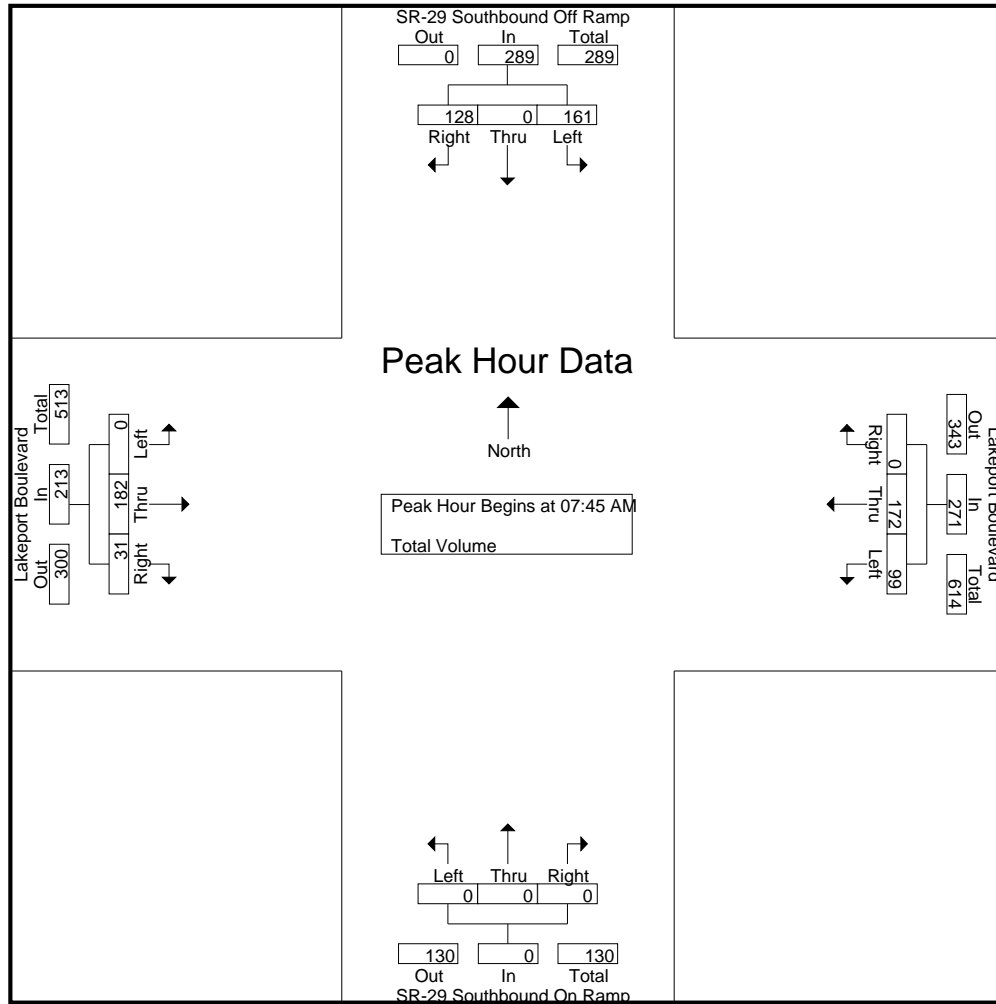 SR-29 Southbound Off Ramp
Out In Total
0 289 289
128 0 161
Right Thru Left
Peak Hour Data
North
Peak Hour Begins at 07:45 AM
Total Volume
Lakeport Boulevard
Out In Total
300 213 513
31 182 0
Right Thru Left
Lakeport Boulevard
Out In Total
343 271 614
0 172 99
Right Thru Left
Left Thru Right
0 0 0
130 0 130
Out In Total
SR-29 Southbound On Ramp